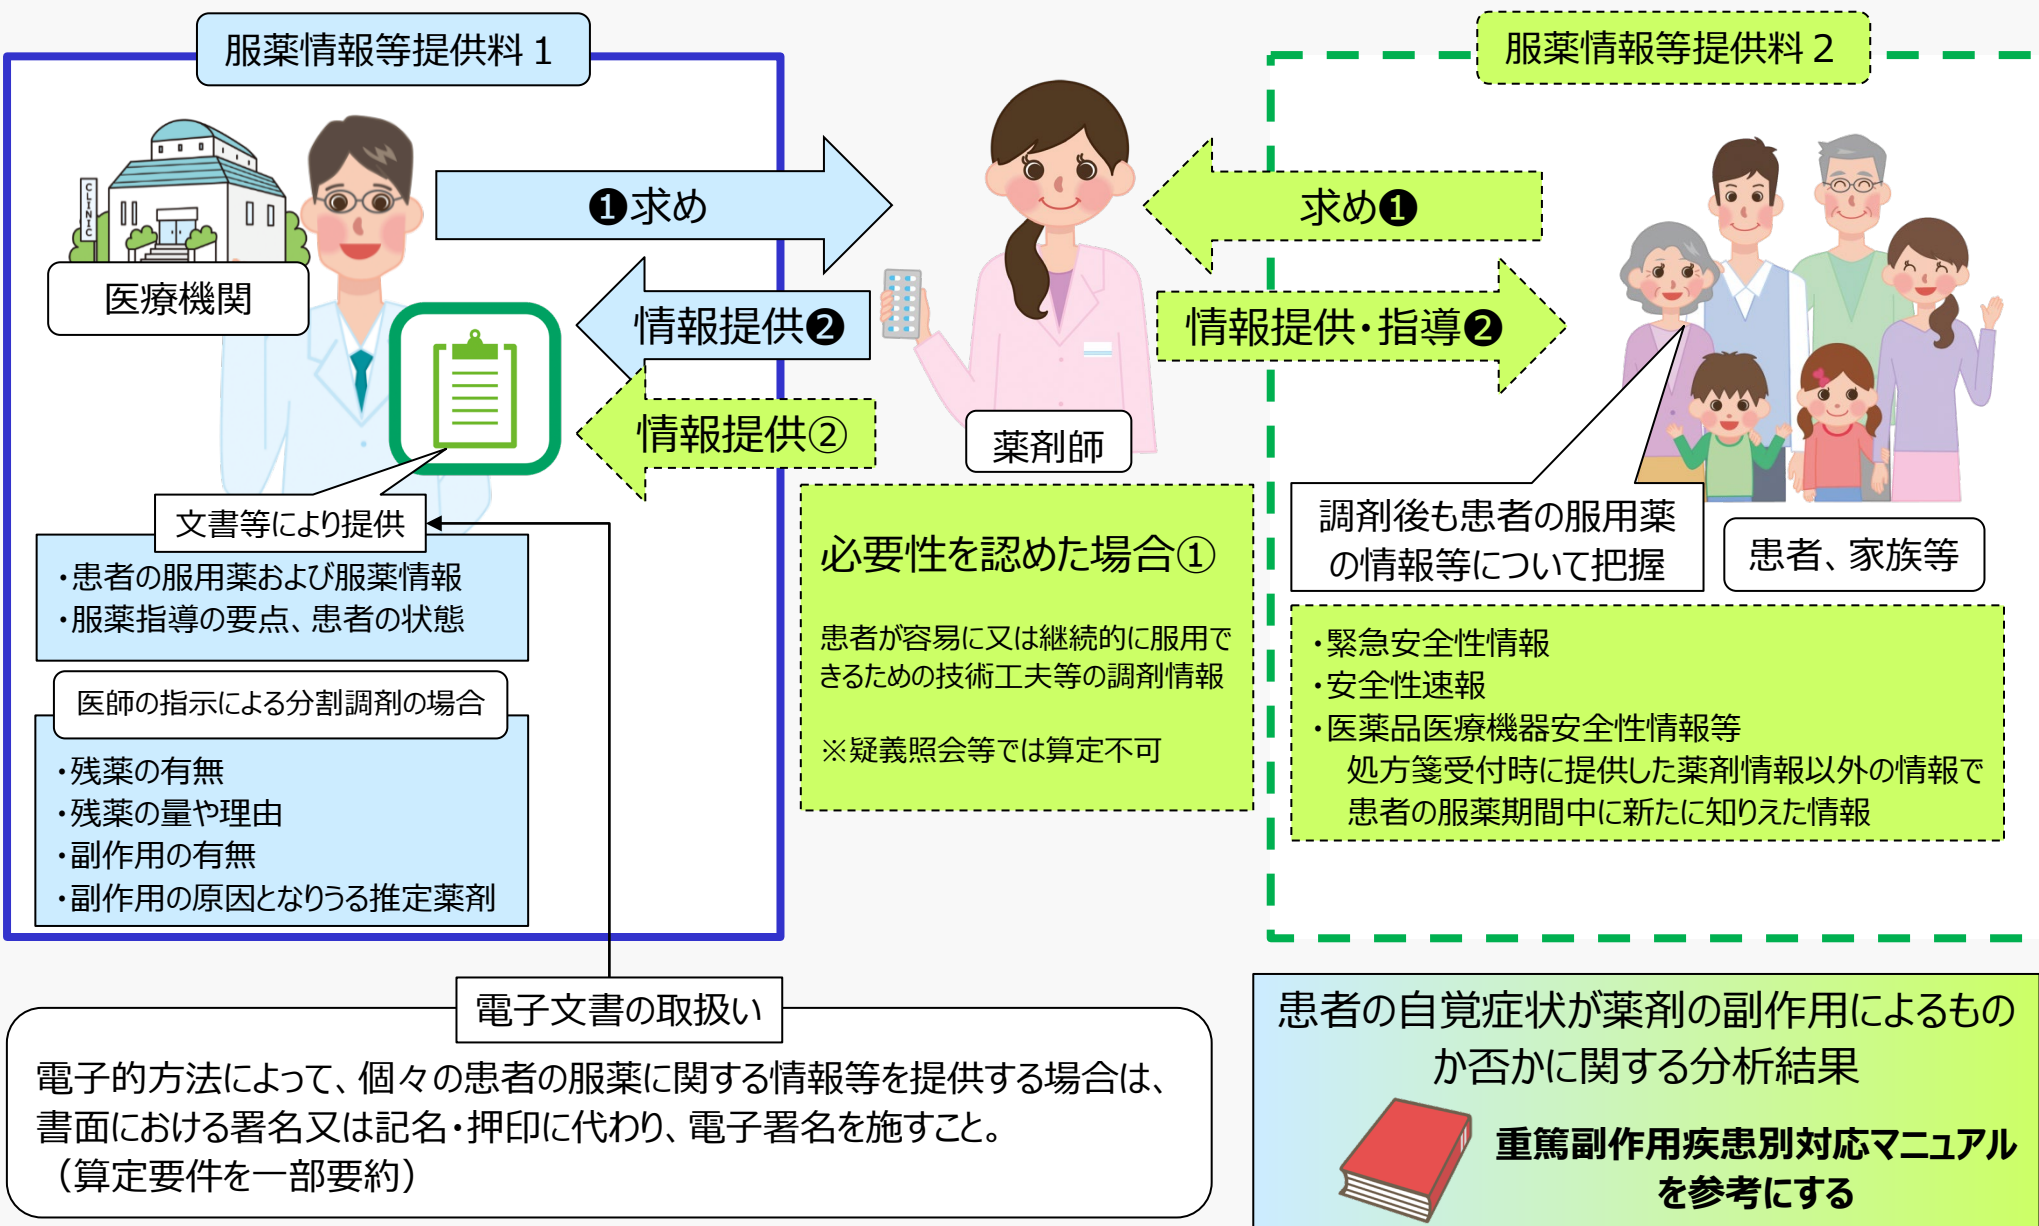 服薬情報等提供料1
CLINIC
医療機関
❶求め
情報提供❷
情報提供②
文書等により提供
・患者の服用薬および服薬情報
・服薬指導の要点、患者の状態
医師の指示による分割調剤の場合
・残薬の有無
・残薬の量や理由
・副作用の有無
・副作用の原因となりうる推定薬剤
薬剤師
必要性を認めた場合①
患者が容易に又は継続的に服用で
きるための技術工夫等の調剤情報
※疑義照会等では算定不可
服薬情報等提供料2
求め❶
情報提供・指導❷
調剤後も患者の服用薬
の情報等について把握
患者、家族等
・緊急安全性情報
・安全性速報
・医薬品医療機器安全性情報等
処方箋受付時に提供した薬剤情報以外の情報で
患者の服薬期間中に新たに知りえた情報
電子文書の取扱い
電子的方法によって、個々の患者の服薬に関する情報等を提供する場合は、
書面における署名又は記名・押印に代わり、電子署名を施すこと。
（算定要件を一部要約）
患者の自覚症状が薬剤の副作用によるもの
か否かに関する分析結果
重篤副作用疾患別対応マニュアル
を参考にする